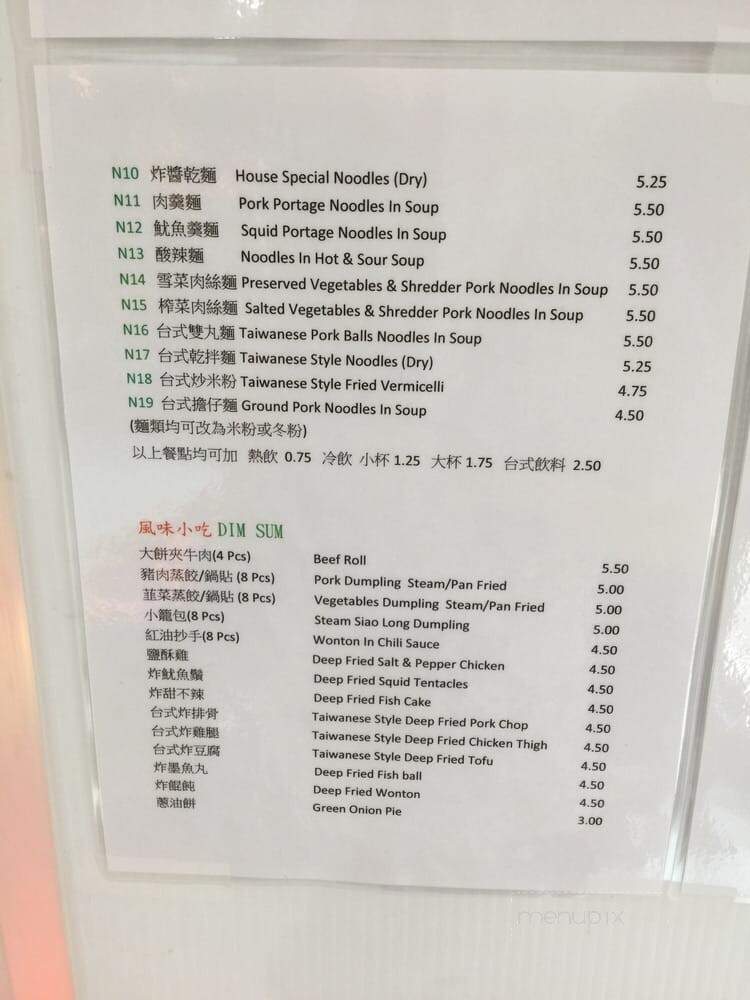 N10 炸醬乾麵 House Special Noodles (Dry) 5.25
N11 肉羹麵 Pork Portage Noodles In Soup 5.50
N12 魷魚羹麵 Squid Portage Noodles In Soup 5.50
N13 酸辣麵 Noodles In Hot & Sour Soup 5.50
N14 雪菜肉絲麵 Preserved Vegetables & Shredder Pork Noodles In Soup 5.50
N15 榨菜肉絲麵 Salted Vegetables & Shredder Pork Noodles In Soup 5.50
N16 台式雙丸麵 Taiwanese Pork Balls Noodles In Soup 5.50
N17 台式乾拌麵 Taiwanese Style Noodles (Dry) 5.25
N18 台式炒米粉 Taiwanese Style Fried Vermicelli 4.75
N19 台式擔仔麵 Ground Pork Noodles In Soup 4.50
(麵類均可改為米粉或冬粉)
以上餐點均可加 熱飲 0.75 冷飲 小杯 1.25 大杯 1.75 台式飲料 2.50
風味小吃 DIM SUM
大餅夾牛肉(4 Pcs) Beef Roll 5.50
豬肉蒸餃/鍋貼 (8 Pcs) Pork Dumpling Steam/Pan Fried 5.00
韮菜蒸餃/鍋貼 (8 Pcs) Vegetables Dumpling Steam/Pan Fried 5.00
小籠包(8 Pcs) Steam Siao Long Dumpling 5.00
紅油抄手(8 Pcs) Wonton In Chili Sauce 4.50
鹽酥雞 Deep Fried Salt & Pepper Chicken 4.50
炸魷魚鬚 Deep Fried Squid Tentacles 4.50
炸甜不辣 Deep Fried Fish Cake 4.50
台式炸排骨 Taiwanese Style Deep Fried Pork Chop 4.50
台式炸雞腿 Taiwanese Style Deep Fried Chicken Thigh 4.50
台式炸豆腐 Taiwanese Style Deep Fried Tofu 4.50
炸墨魚丸 Deep Fried Fish ball 4.50
炸餛飩 Deep Fried Wonton 4.50
蔥油餅 Green Onion Pie 3.00
menupix